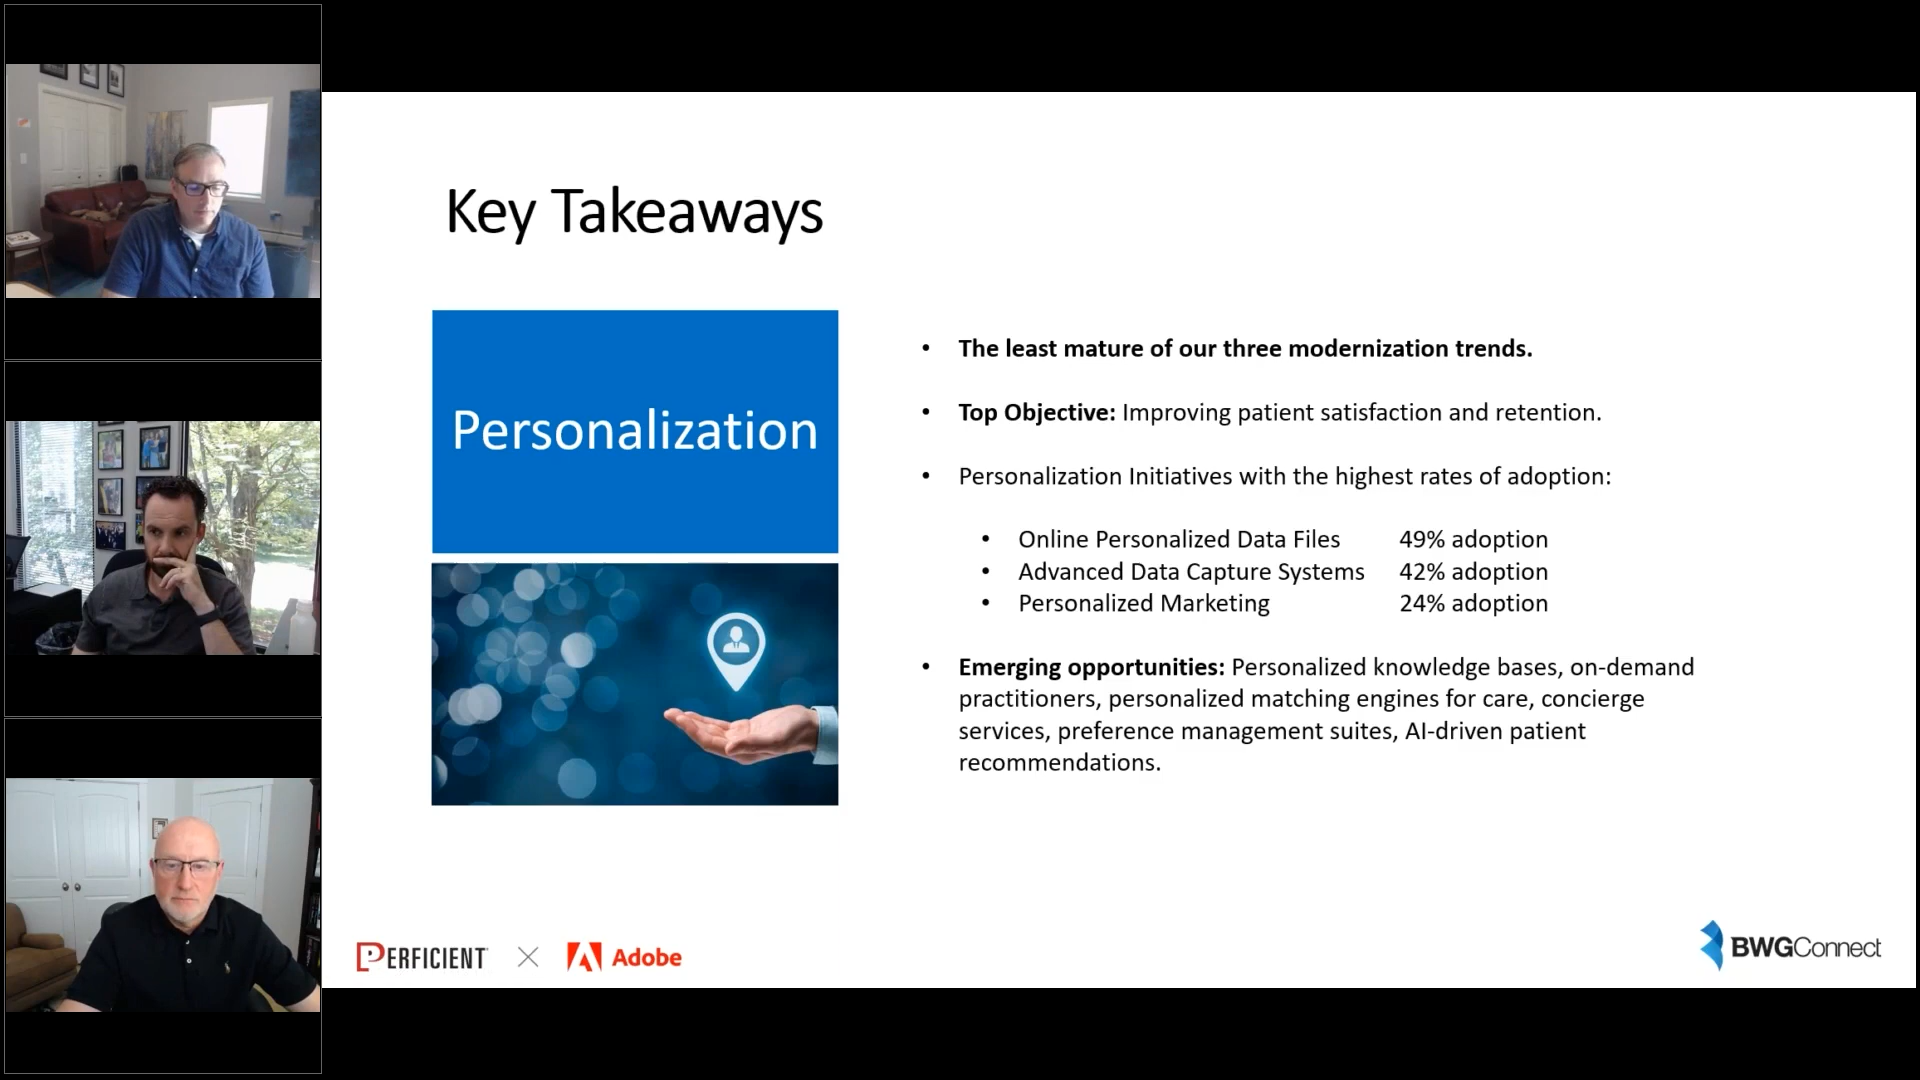 Key Takeaways
Personalization
• The least mature of our three modernization trends.
• Top Objective: Improving patient satisfaction and retention.
• Personalization Initiatives with the highest rates of adoption:
• Online Personalized Data Files 49% adoption
• Advanced Data Capture Systems 42% adoption
• Personalized Marketing 24% adoption
• Emerging opportunities: Personalized knowledge bases, on-demand
practitioners, personalized matching engines for care, concierge
services, preference management suites, AI-driven patient
recommendations.
PERFICIENT × Adobe
BWGConnect